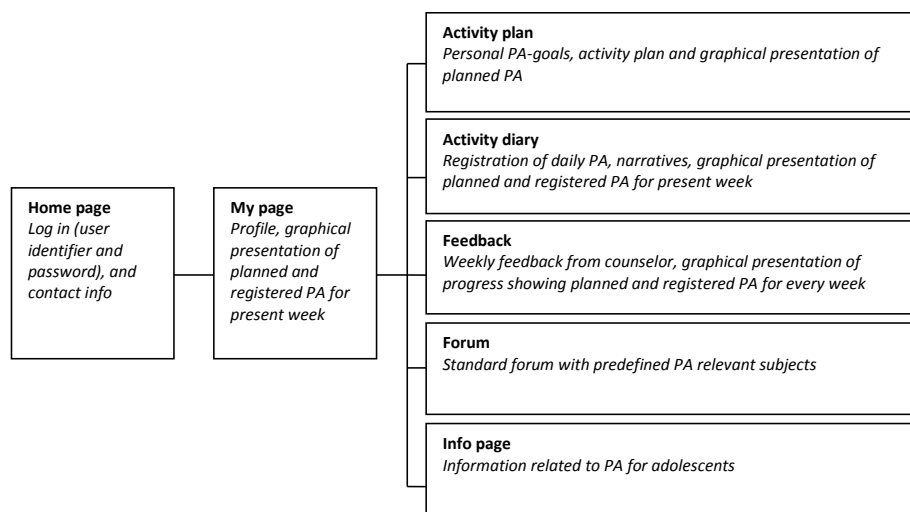 Home page
Log in (user
identifier and
password), and
contact info
My page
Profile, graphical
presentation of
planned and
registered PA for
present week
Activity plan
Personal PA-goals, activity plan and graphical presentation of
planned PA
Activity diary
Registration of daily PA, narratives, graphical presentation of
planned and registered PA for present week
Feedback
Weekly feedback from counselor, graphical presentation of
progress showing planned and registered PA for every week
Forum
Standard forum with predefined PA relevant subjects
Info page
Information related to PA for adolescents